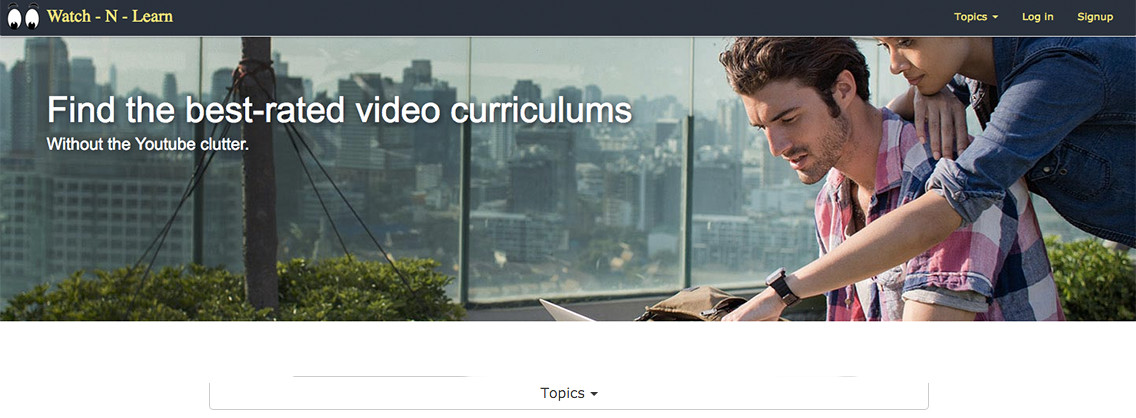 Watch - N - Learn
Topics
Log in
Signup
Find the best-rated video curriculums
Without the Youtube clutter.
Topics